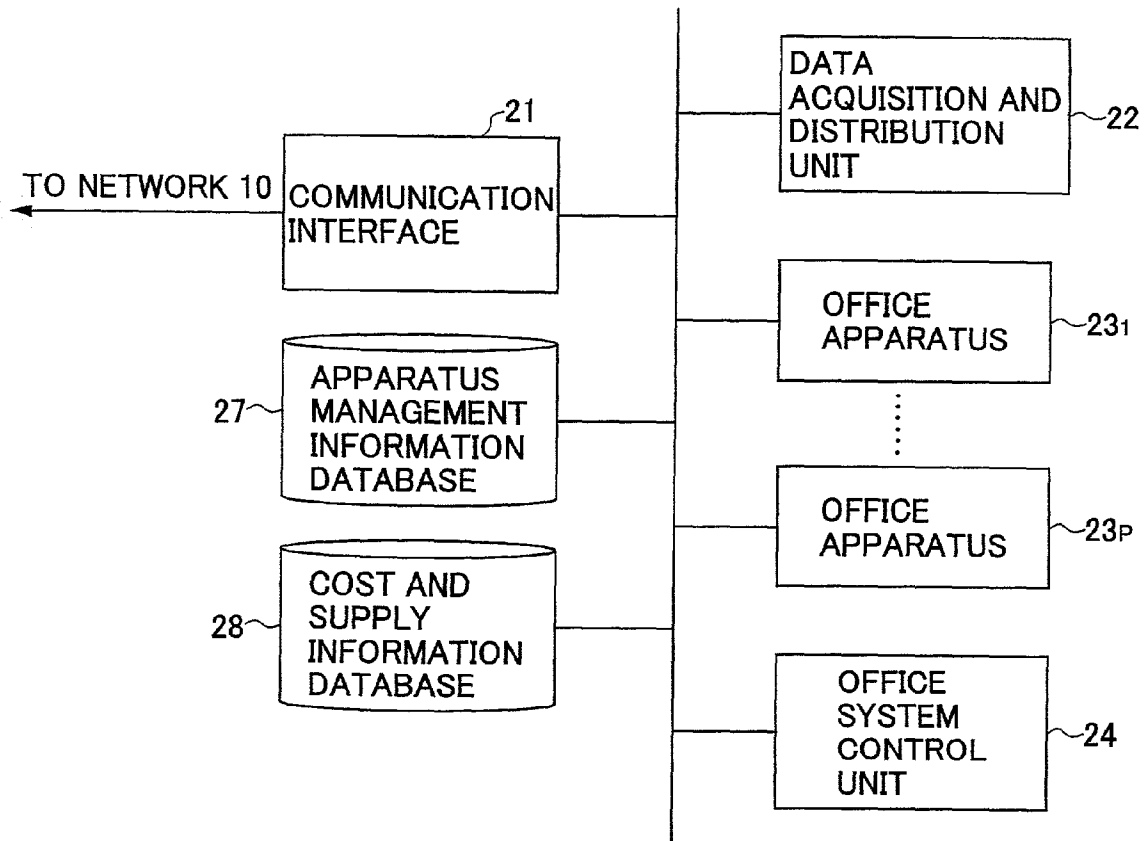 21
TO NETWORK 10
COMMUNICATION
INTERFACE
27
APPARATUS
MANAGEMENT
INFORMATION
DATABASE
28
COST AND
SUPPLY
INFORMATION
DATABASE
DATA
ACQUISITION AND
DISTRIBUTION
UNIT
22
OFFICE
APPARATUS
231
OFFICE
APPARATUS
23P
OFFICE
SYSTEM
CONTROL
UNIT
24